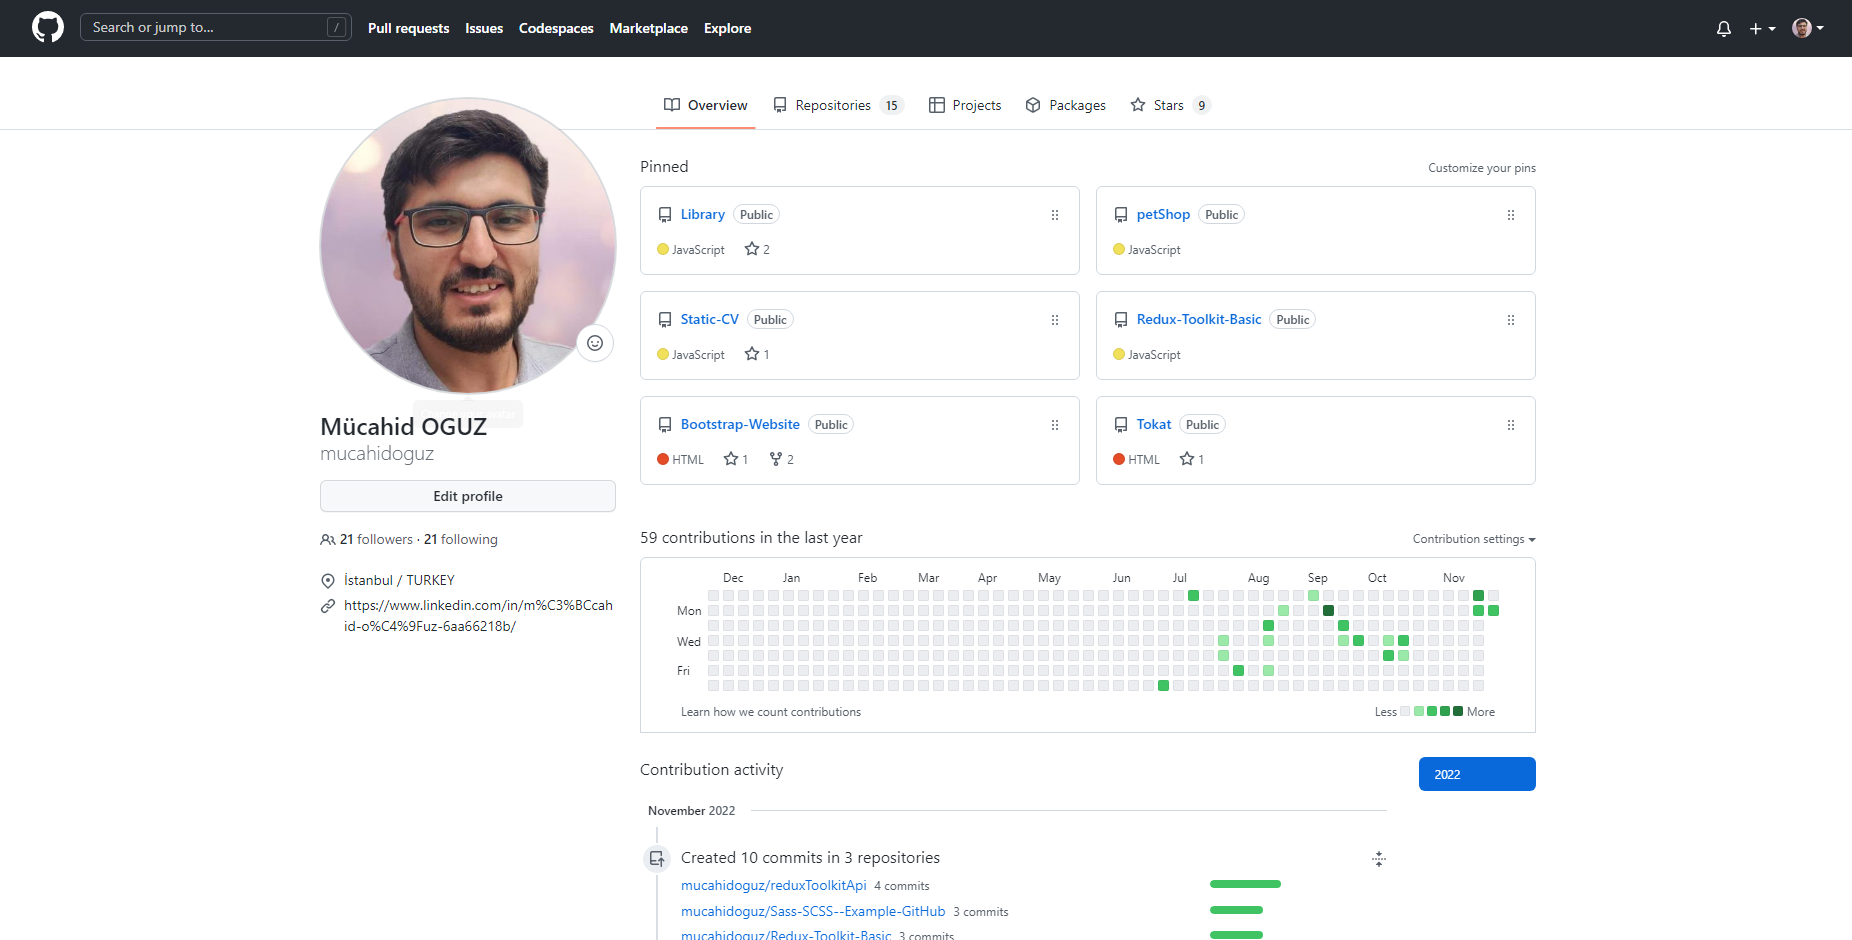 Search or jump to... /
Pull requests Issues Codespaces Marketplace Explore
Overview Repositories 15 Projects Packages Stars 9
Mücahid OGUZ
mucahidoguz
Edit profile
21 followers · 21 following
İstanbul / TURKEY
https://www.linkedin.com/in/m%C3%BCcah
id-o%C4%9Fuz-6aa66218b/
Pinned
Customize your pins
Library Public
JavaScript 2
petShop Public
JavaScript
Static-CV Public
JavaScript 1
Redux-Toolkit-Basic Public
JavaScript
Bootstrap-Website Public
HTML 1 2
Tokat Public
HTML 1
59 contributions in the last year
Contribution settings
Dec Jan Feb Mar Apr May Jun Jul Aug Sep Oct Nov
Mon
Wed
Fri
Learn how we count contributions
Less More
Contribution activity
2022
November 2022
Created 10 commits in 3 repositories
mucahidoguz/reduxToolkitApi 4 commits
mucahidoguz/Sass-SCSS--Example-GitHub 3 commits
mucahidoguz/Redux-Toolkit-Basic 3 commits